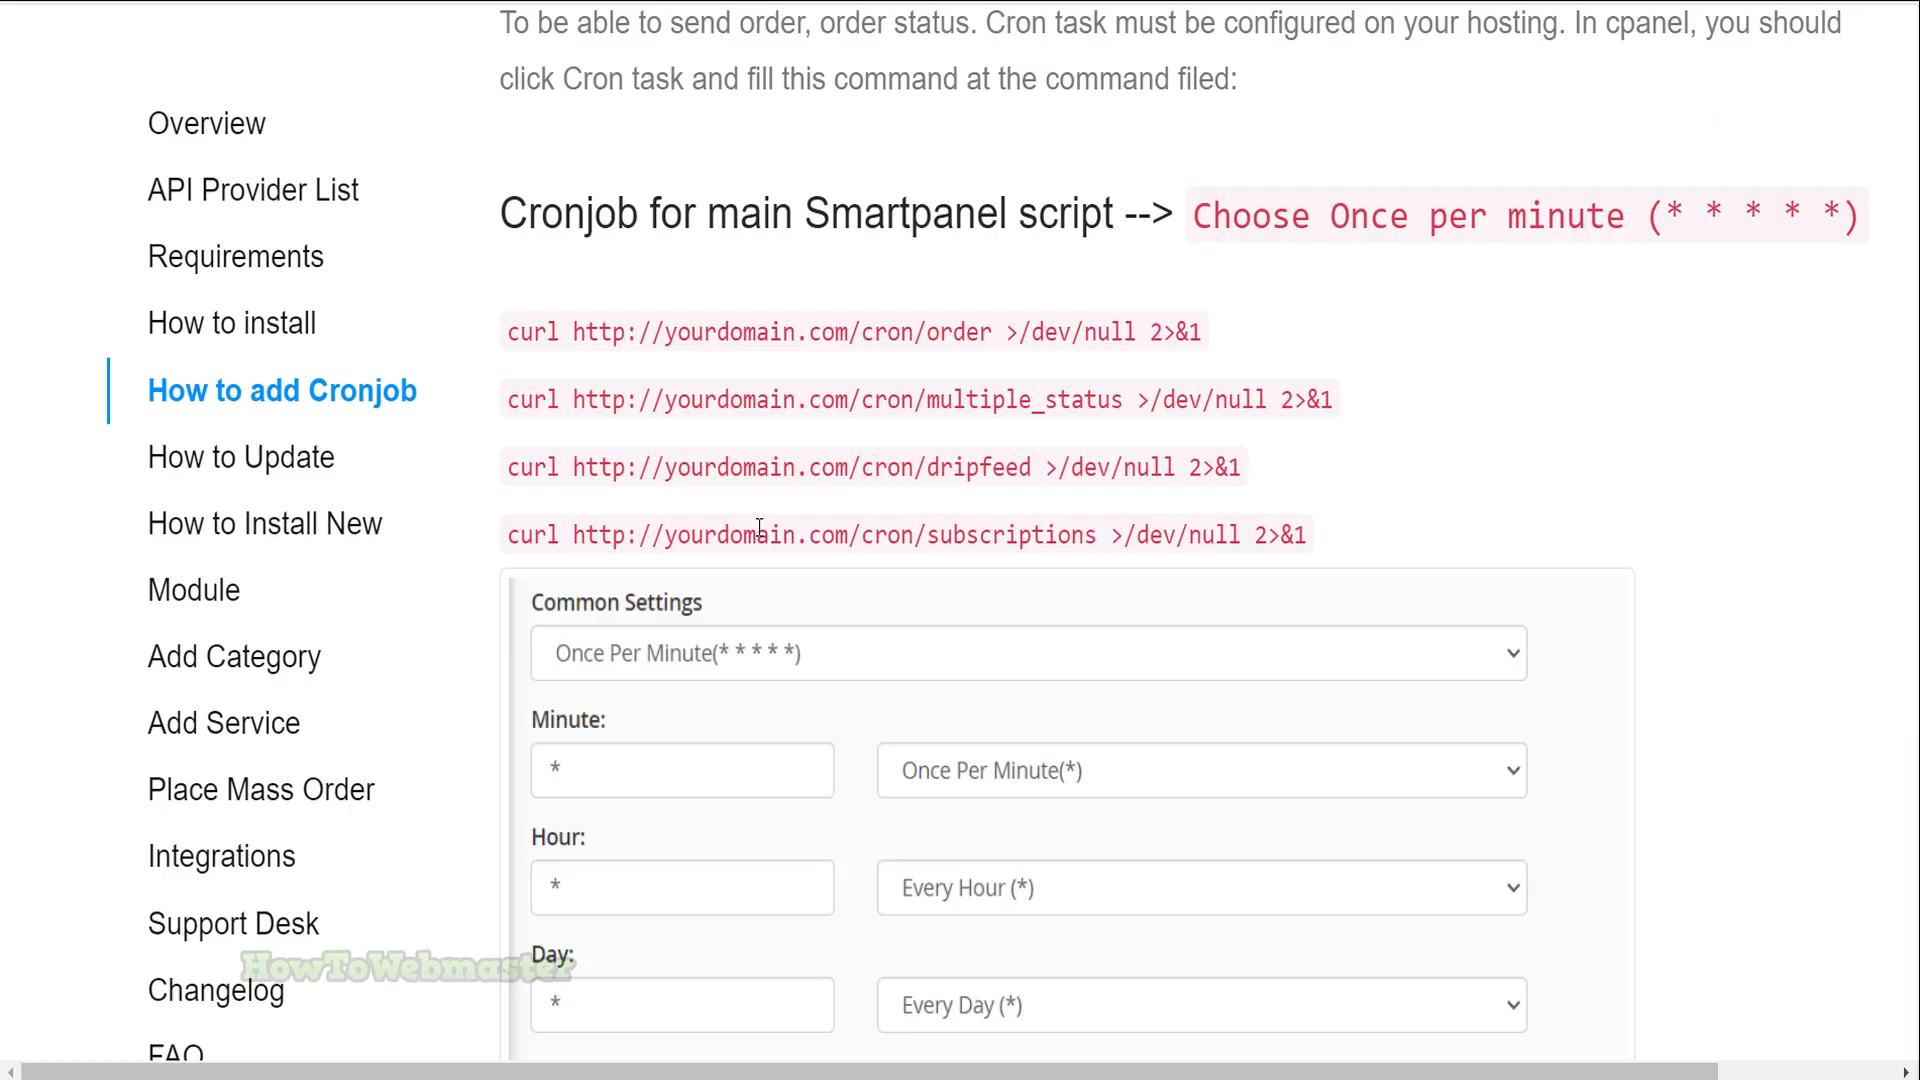 To be able to send order, order status. Cron task must be configured on your hosting. In cpanel, you should
click Cron task and fill this command at the command filed:
Overview
API Provider List
Requirements
How to install
How to add Cronjob
How to Update
How to Install New
Module
Add Category
Add Service
Place Mass Order
Integrations
Support Desk
Changelog
FAQ
Cronjob for main Smartpanel script --> Choose Once per minute (* * * * *)
curl http://yourdomain.com/cron/order >/dev/null 2>&1
curl http://yourdomain.com/cron/multiple_status >/dev/null 2>&1
curl http://yourdomain.com/cron/dripfeed >/dev/null 2>&1
curl http://yourdomain.com/cron/subscriptions >/dev/null 2>&1
Common Settings
Once Per Minute(* * * * *)
Minute:
* Once Per Minute(*)
Hour:
* Every Hour (*)
Day:
* Every Day (*)
HowToWebmaster